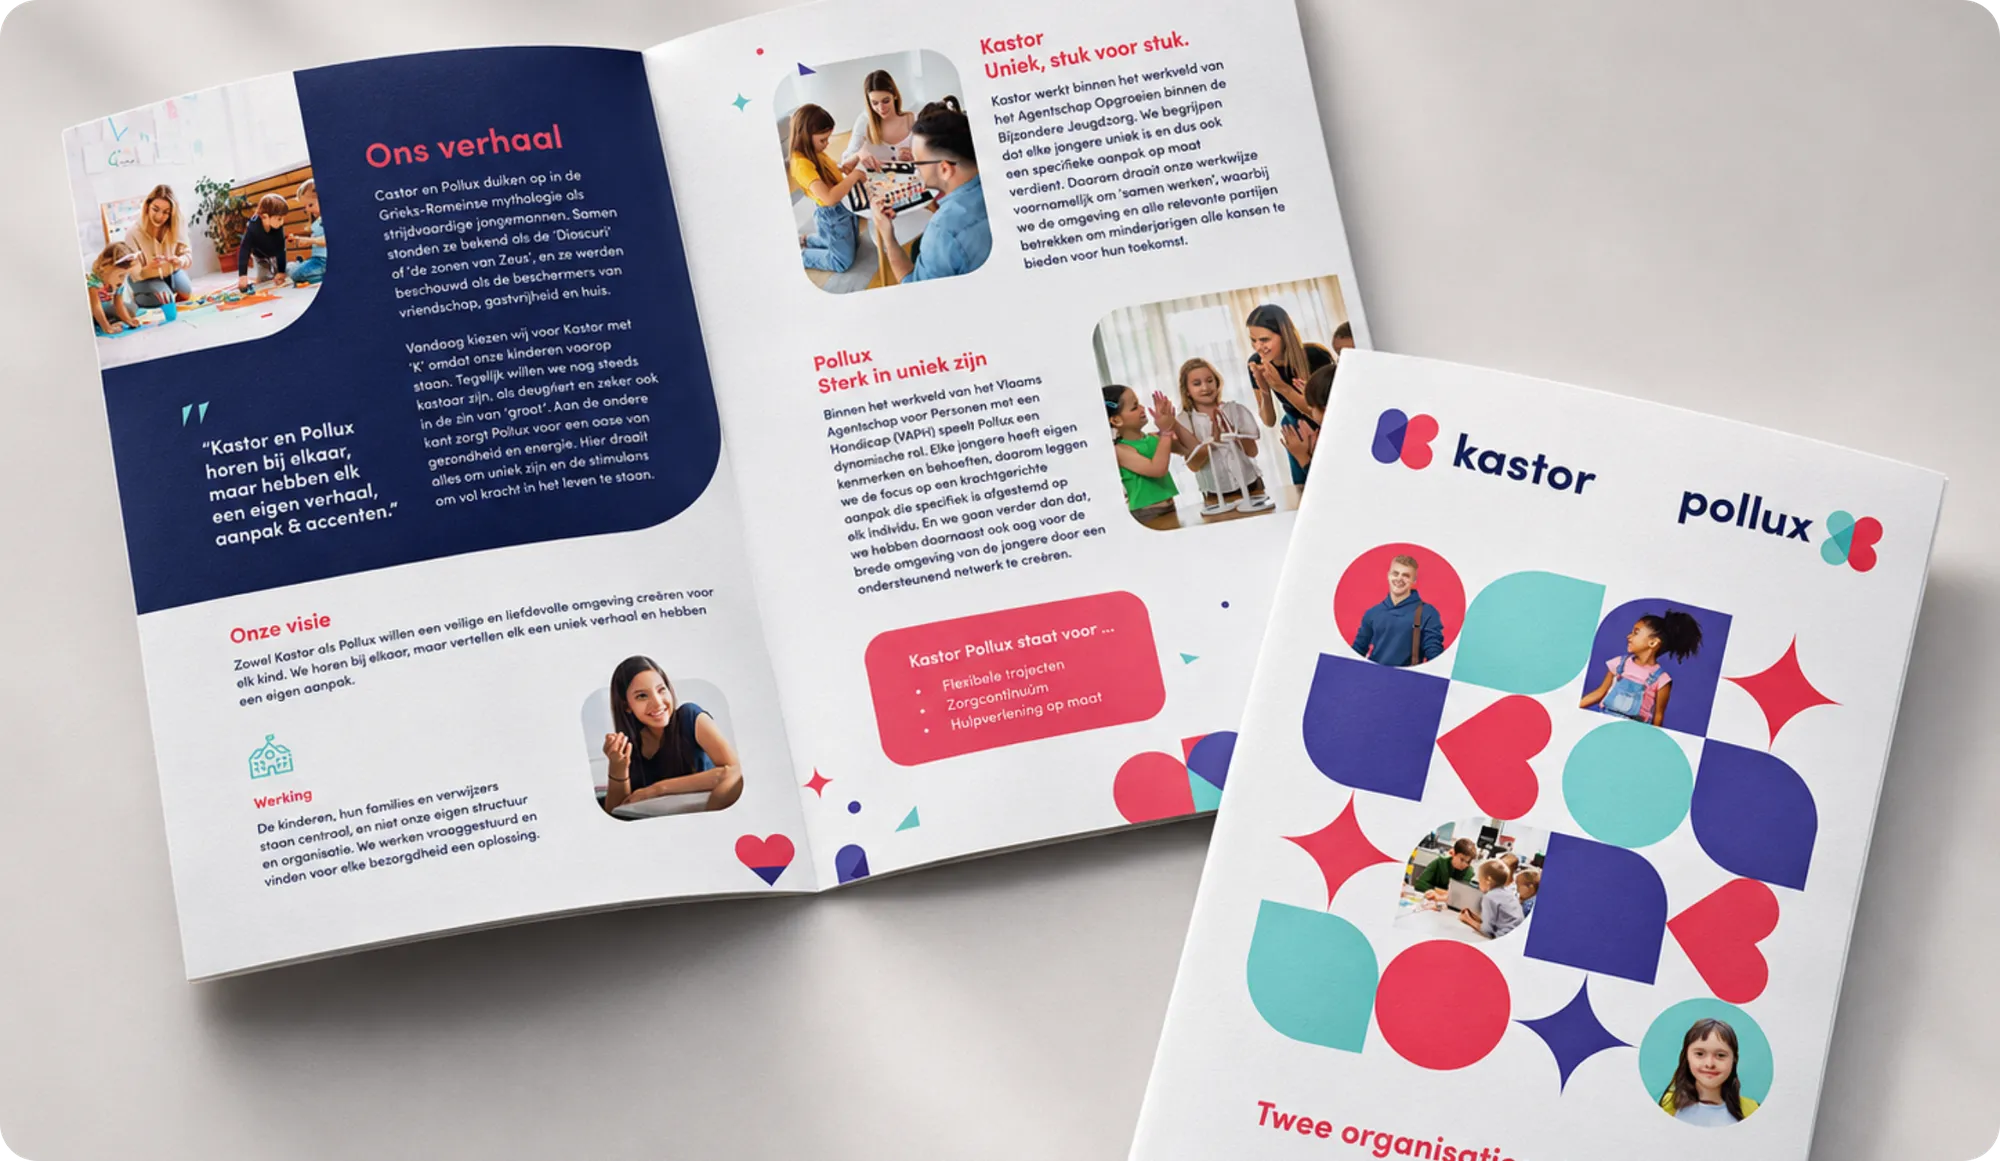 Ons verhaal
Castor en Pollux duiken op in de
Grieks-Romeinse mythologie als
strijdvaardige jongemannen. Samen
stonden ze bekend als de ‘Dioscuri’
of ‘de zonen van Zeus’, en ze werden
beschouwd als de beschermers van
vriendschap, gastvrijheid en huis.
Vandaag kiezen wij voor Kastor met
‘K’ omdat onze kinderen voorop
staan. Tegelijk willen we nog steeds
kastaar zijn, als deugniet en zeker ook
in de zin van ‘groot’. Aan de andere
kant zorgt Pollux voor een oase van
gezondheid en energie. Hier draait
alles om uniek zijn en de stimulans
om vol kracht in het leven te staan.
“Kastor en Pollux
horen bij elkaar,
maar hebben elk
een eigen verhaal,
aanpak & accenten.”
Onze visie
Zowel Kastor als Pollux willen een veilige en liefdevolle omgeving creëren voor
elk kind. We horen bij elkaar, maar vertellen elk een uniek verhaal en hebben
een eigen aanpak.
Werking
De kinderen, hun families en verwijzers
staan centraal, en niet onze eigen structuur
en organisatie. We werken vraaggestuurd en
vinden voor elke bezorgdheid een oplossing.
Kastor
Uniek, stuk voor stuk.
Kastor werkt binnen het werkveld van
het Agentschap Opgroeien binnen de
Bijzondere Jeugdzorg. We begrijpen
dat elke jongere uniek is en dus ook
een specifieke aanpak op maat
verdient. Daarom draait onze werkwijze
voornamelijk om ‘samen werken’, waarbij
we de omgeving en alle relevante partijen
betrekken om minderjarigen alle kansen te
bieden voor hun toekomst.
Pollux
Sterk in uniek zijn
Binnen het werkveld van het Vlaams
Agentschap voor Personen met een
Handicap (VAPH) speelt Pollux een
dynamische rol. Elke jongere heeft eigen
kenmerken en behoeften, daarom leggen
we de focus op een krachtgerichte
aanpak die specifiek is afgestemd op
elk individu. En we gaan verder dan dat,
we hebben daarnaast ook oog voor de
brede omgeving van de jongere door een
ondersteunend netwerk te creëren.
Kastor Pollux staat voor ...
• Flexibele trajecten
• Zorgcontinuüm
• Hulpverlening op maat
kastor
pollux
Twee